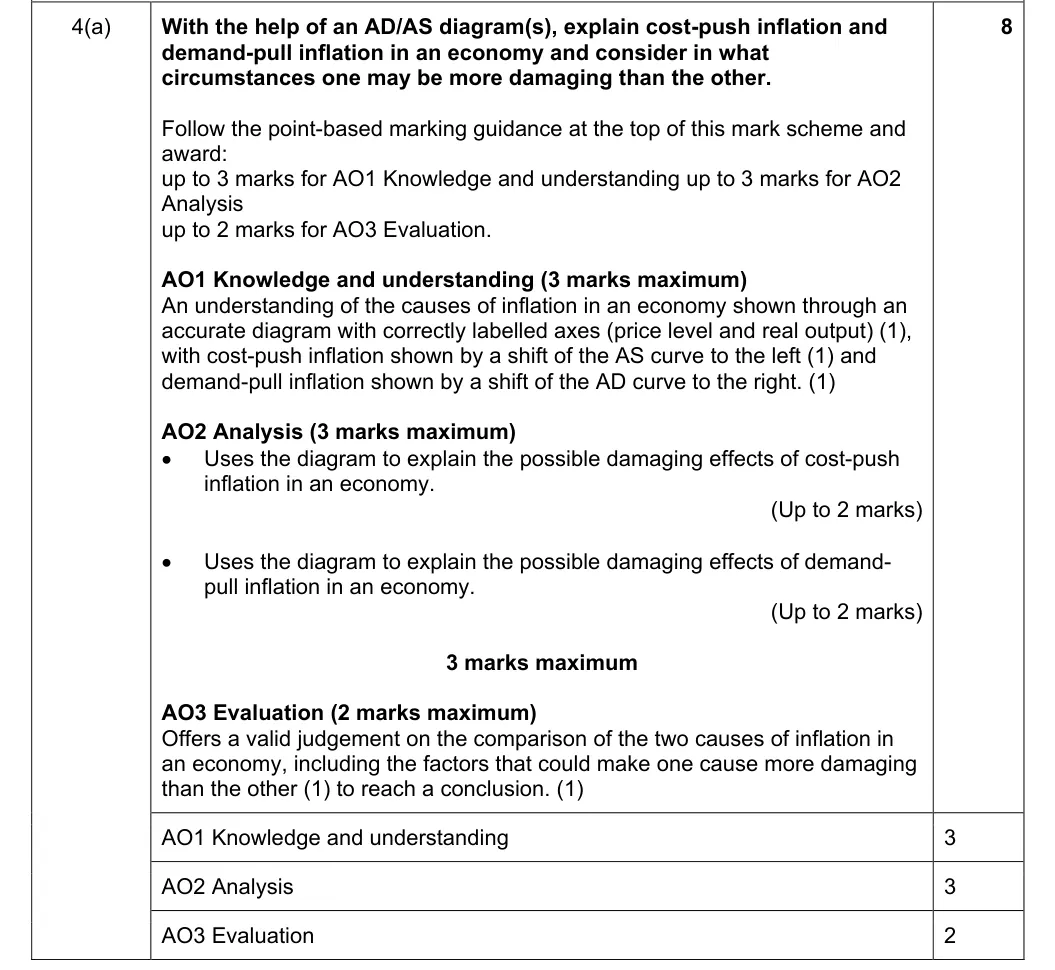 4(a) With the help of an AD/AS diagram(s), explain cost-push inflation and 8
demand-pull inflation in an economy and consider in what
circumstances one may be more damaging than the other.
Follow the point-based marking guidance at the top of this mark scheme and
award:
up to 3 marks for AO1 Knowledge and understanding up to 3 marks for AO2
Analysis
up to 2 marks for AO3 Evaluation.
AO1 Knowledge and understanding (3 marks maximum)
An understanding of the causes of inflation in an economy shown through an
accurate diagram with correctly labelled axes (price level and real output) (1),
with cost-push inflation shown by a shift of the AS curve to the left (1) and
demand-pull inflation shown by a shift of the AD curve to the right. (1)
AO2 Analysis (3 marks maximum)
• Uses the diagram to explain the possible damaging effects of cost-push
inflation in an economy.
(Up to 2 marks)
• Uses the diagram to explain the possible damaging effects of demand-
pull inflation in an economy.
(Up to 2 marks)
3 marks maximum
AO3 Evaluation (2 marks maximum)
Offers a valid judgement on the comparison of the two causes of inflation in
an economy, including the factors that could make one cause more damaging
than the other (1) to reach a conclusion. (1)
AO1 Knowledge and understanding 3
AO2 Analysis 3
AO3 Evaluation 2